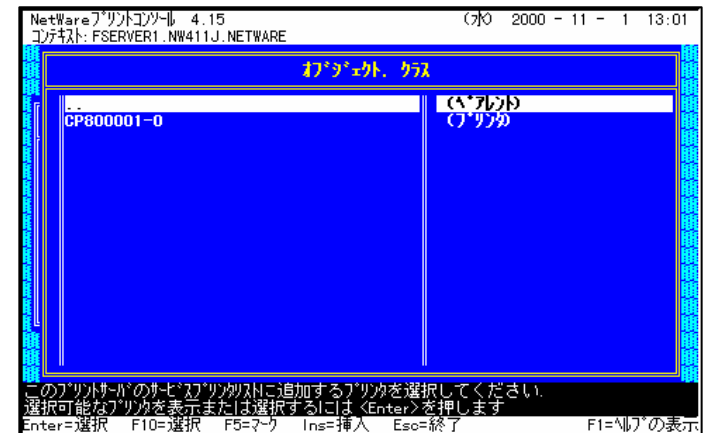 NetWareﾌﾟﾘﾝﾄｺﾝｿｰﾙ 4.15 (水) 2000 - 11 - 1 13:01
ｺﾝﾃｷｽﾄ: FSERVER1.NW411J.NETWARE
ｵﾌﾞｼﾞｪｸﾄ. ｸﾗｽ
.. (ﾍﾟｱﾚﾝﾄ)
CP800001-0 (ﾌﾟﾘﾝﾀ)
このﾌﾟﾘﾝﾄｻｰﾊﾞのｻｰﾋﾞｽﾌﾟﾘﾝﾀﾘｽﾄに追加するﾌﾟﾘﾝﾀを選択してください.
選択可能なﾌﾟﾘﾝﾀを表示または選択するには <Enter>を押します
Enter=選択 F10=選択 F5=ﾏｰｸ Ins=挿入 Esc=終了 F1=ﾍﾙﾌﾟの表示